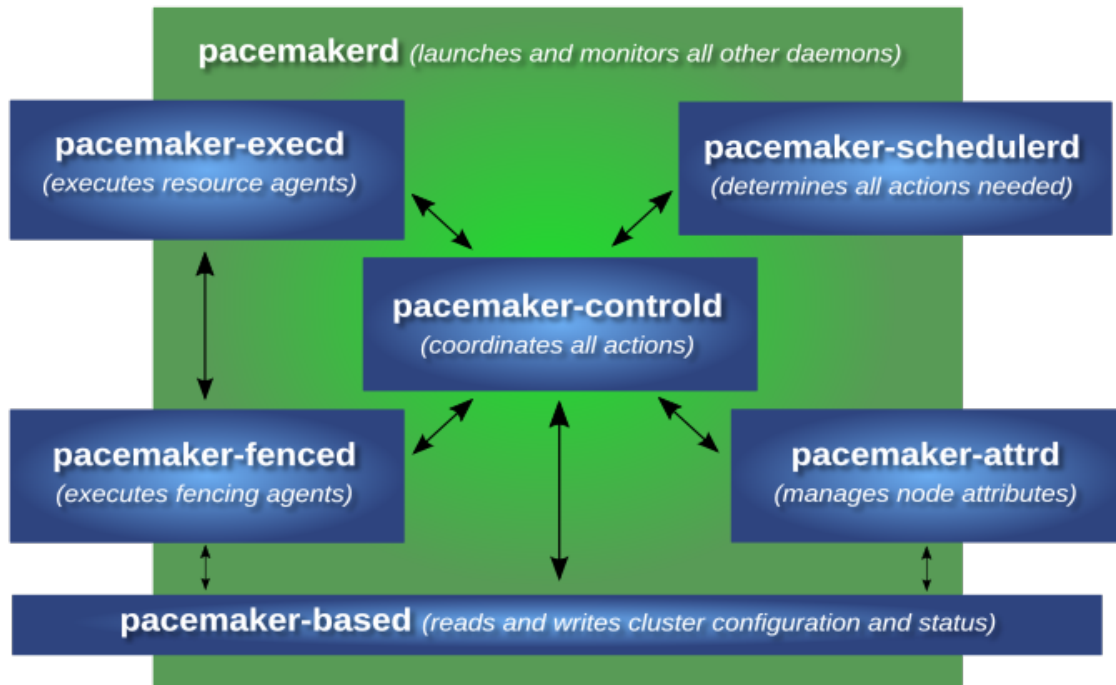 pacemakerd (launches and monitors all other daemons)
pacemaker-execd
(executes resource agents)
pacemaker-schedulerd
(determines all actions needed)
pacemaker-controld
(coordinates all actions)
pacemaker-fenced
(executes fencing agents)
pacemaker-attrd
(manages node attributes)
pacemaker-based (reads and writes cluster configuration and status)